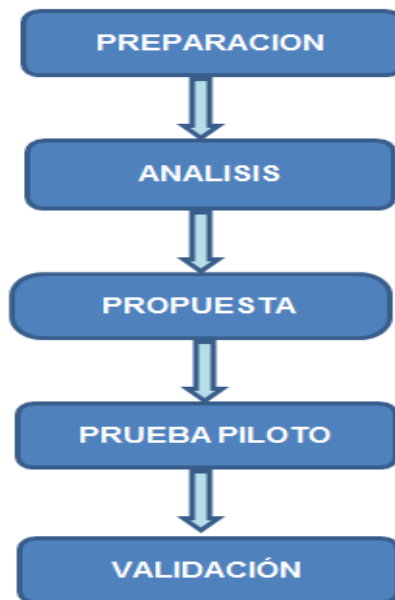 PREPARACION
ANALISIS
PROPUESTA
PRUEBA PILOTO
VALIDACIÓN